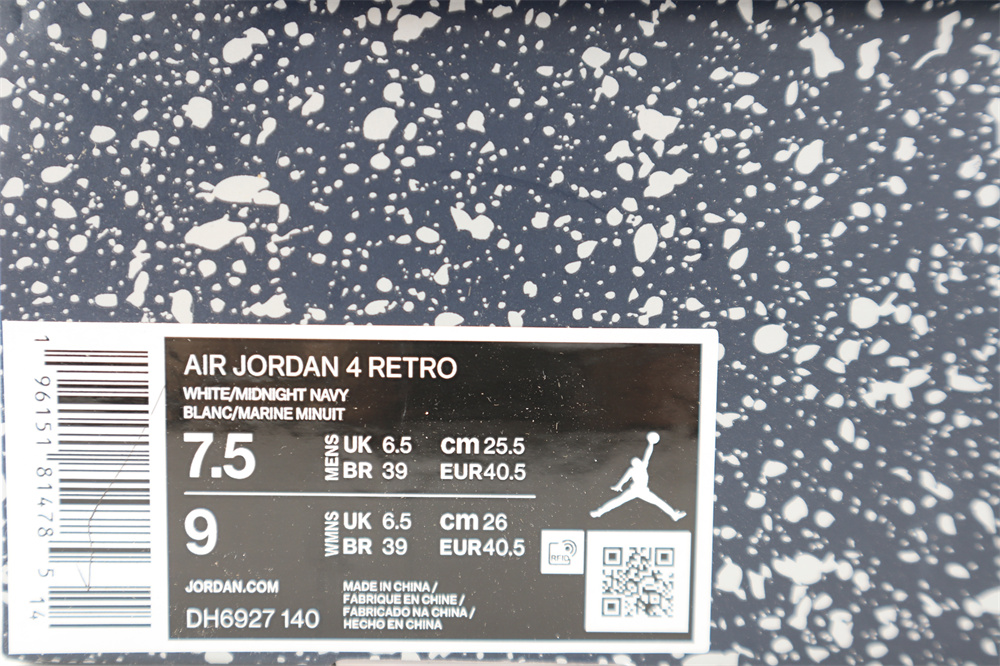 AIR JORDAN 4 RETRO
WHITE/MIDNIGHT NAVY
BLANC/MARINE MINUIT
7.5 MENS UK 6.5 cm 25.5
BR 39 EUR 40.5
9 WMNS UK 6.5 cm 26
BR 39 EUR 40.5
RFID
JORDAN.COM
DH6927 140
MADE IN CHINA /
FABRIQUE EN CHINE /
FABRICADO NA CHINA /
HECHO EN CHINA
1 96151 81478 5 14